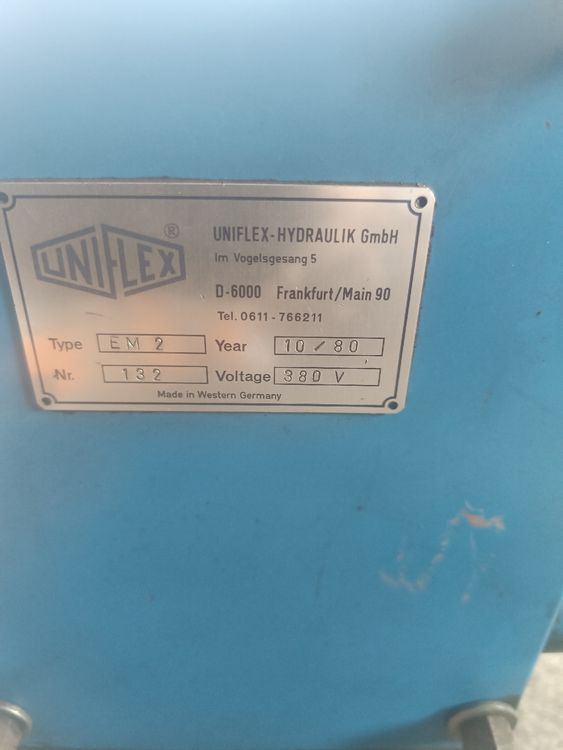 UNIFLEX ®
UNIFLEX-HYDRAULIK GmbH
Im Vogelsgesang 5
D-6000 Frankfurt/Main 90
Tel. 0611-766211
Type EM 2 Year 10/80
Nr. 132 Voltage 380 V
Made in Western Germany